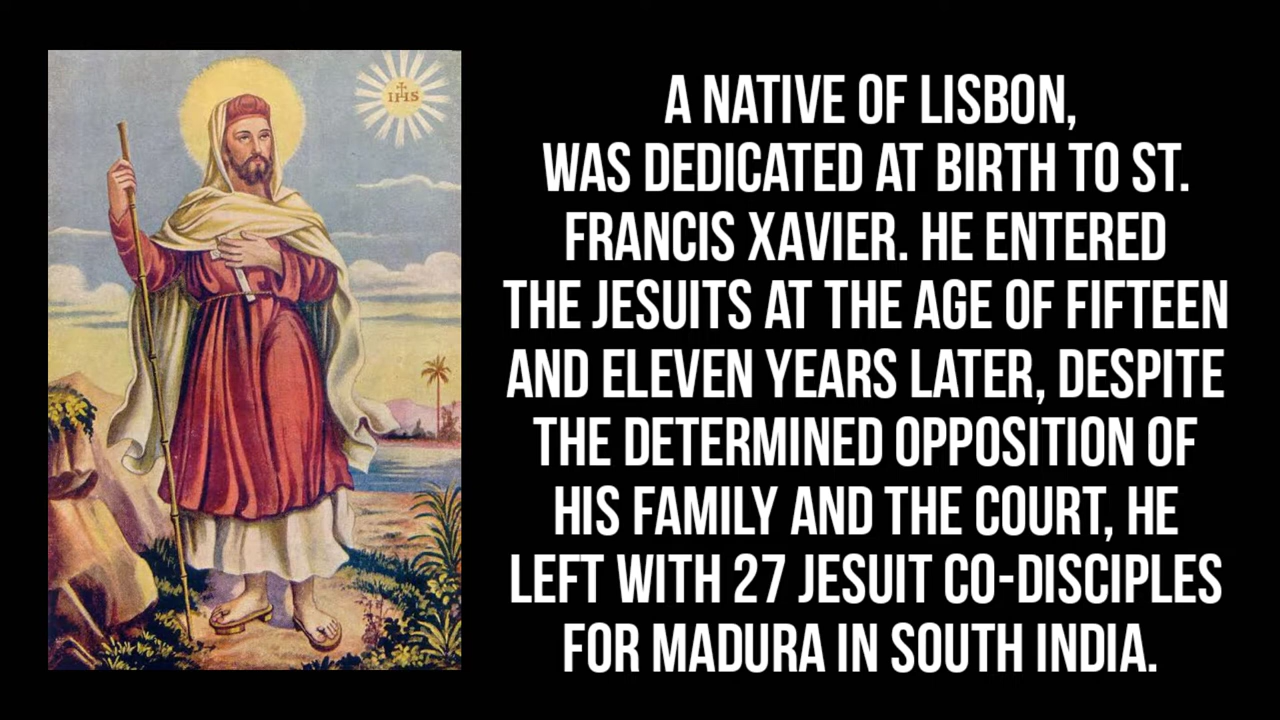 IHS
A NATIVE OF LISBON,
WAS DEDICATED AT BIRTH TO ST.
FRANCIS XAVIER. HE ENTERED
THE JESUITS AT THE AGE OF FIFTEEN
AND ELEVEN YEARS LATER, DESPITE
THE DETERMINED OPPOSITION OF
HIS FAMILY AND THE COURT, HE
LEFT WITH 27 JESUIT CO-DISCIPLES
FOR MADURA IN SOUTH INDIA.